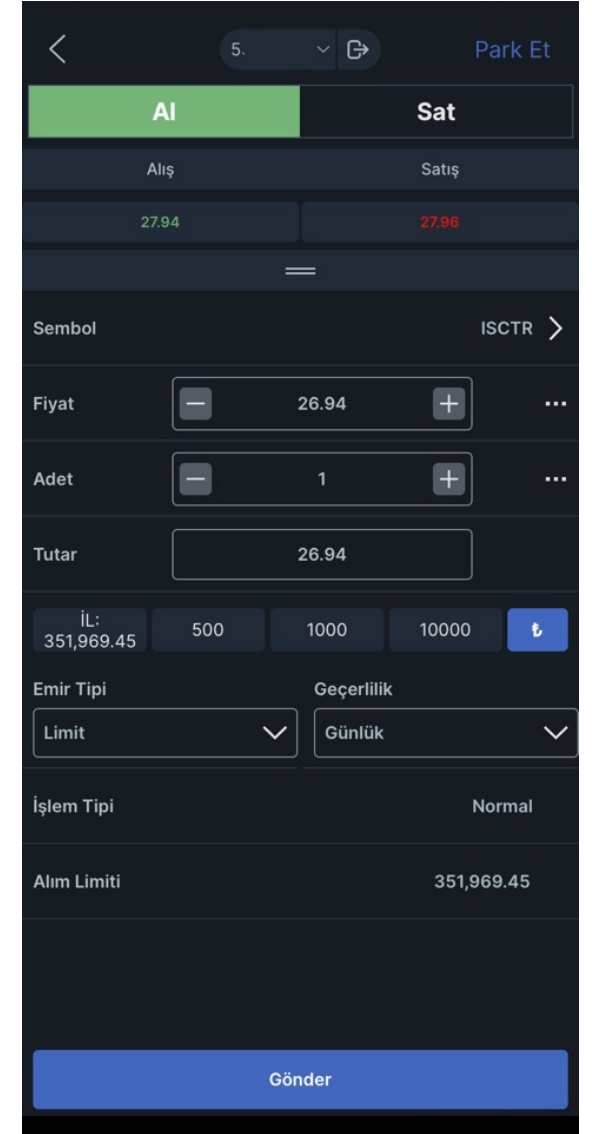 5.
Park Et
Al
Sat
Alış
Satış
27.94
27.96
Sembol
ISCTR
Fiyat
26.94
Adet
1
Tutar
26.94
İL:
351,969.45
500
1000
10000
₺
Emir Tipi
Geçerlilik
Limit
Günlük
İşlem Tipi
Normal
Alım Limiti
351,969.45
Gönder